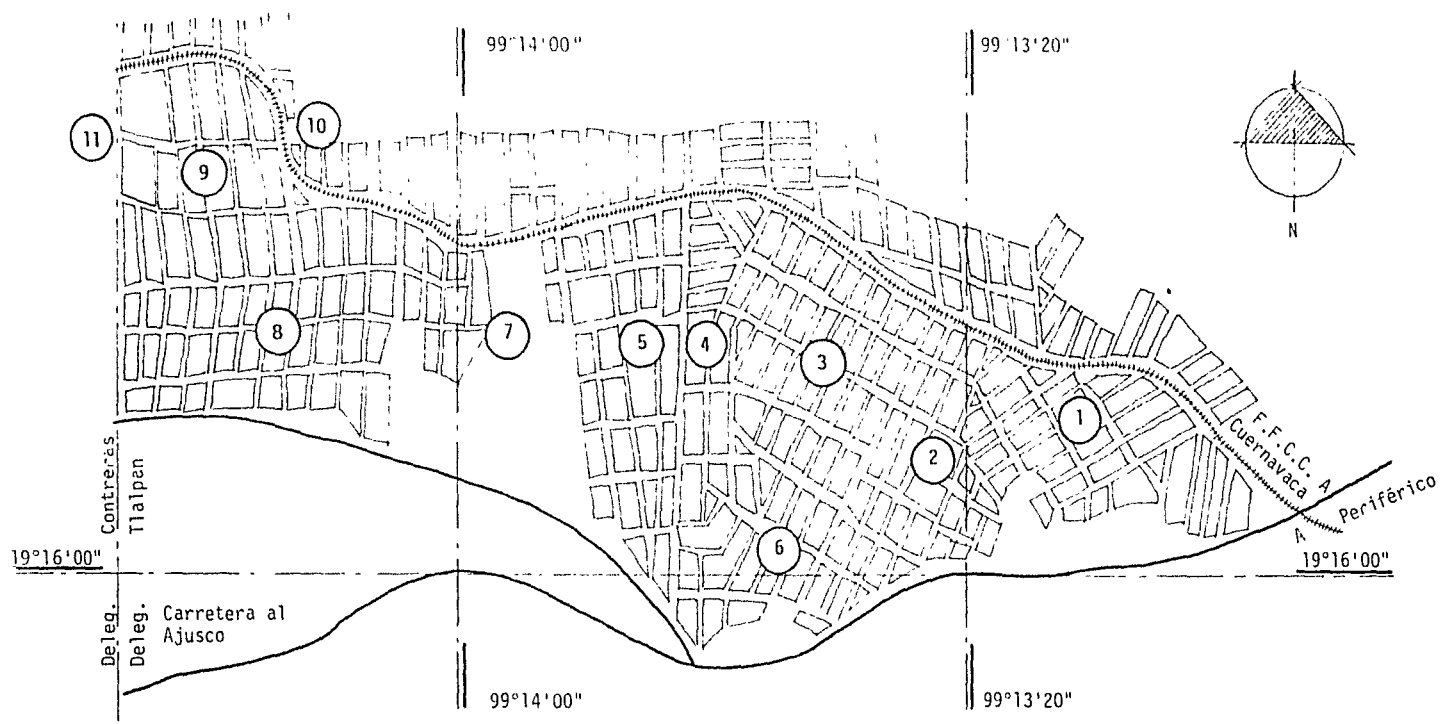 99°14'00"
99°13'20"
11
10
9
N
8
7
5
4
3
1
2
6
F.F.C.C. A
Cuernavaca
A Periférico
Deleg. Contreras
Deleg. Tlalpan
19°16'00"
19°16'00"
Carretera al
Ajusco
99°14'00"
99°13'20"